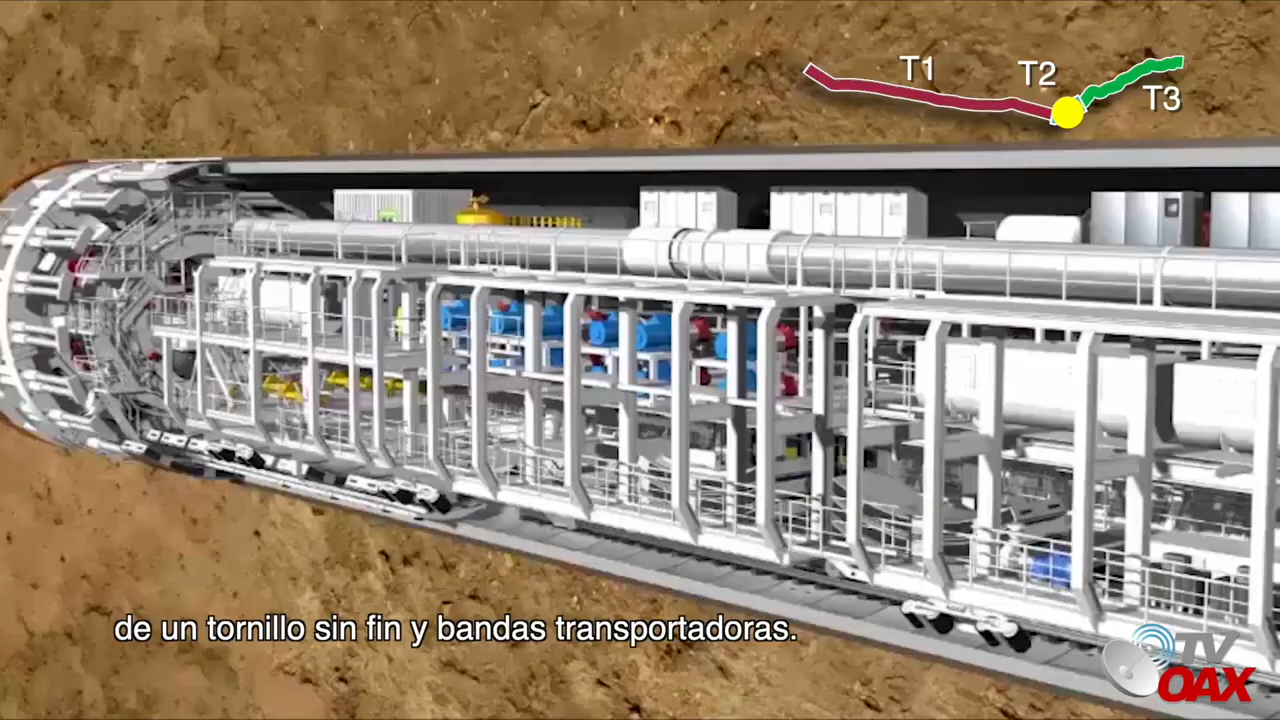 T1
T2
T3
de un tornillo sin fin y bandas transportadoras.
TV
OAX